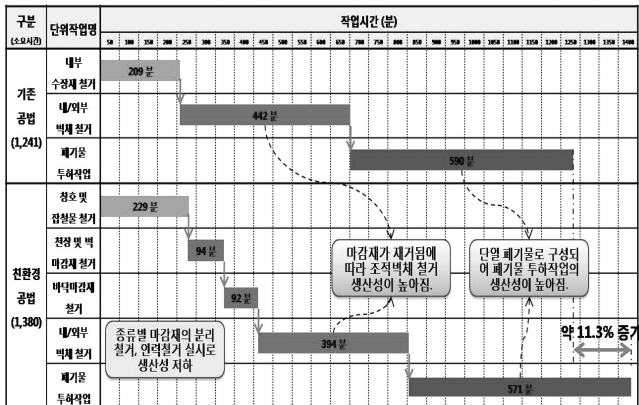 구분
(소요시간)
단위작업명
작업시간 (분)
50 100 150 200 250 300 350 400 450 500 550 600 650 700 750 800 850 900 950 1000 1050 1100 1150 1200 1250 1300 1350 1400
기존
공법
(1,241)
내부
수장재 철거
209 분
내/외부
벽체 철거
442 분
폐기물
투하작업
590 분
친환경
공법
(1,380)
창호 및
잡철물 철거
229 분
천장 및 벽
마감재 철거
94 분
바닥마감재
철거
92 분
내/외부
벽체 철거
394 분
폐기물
투하작업
571 분
마감재가 제거됨에
따라 조적벽체 철거
생산성이 높아짐.
단일 폐기물로 구성되
어 폐기물 투하작업의
생산성이 높아짐.
종류별 마감재의 분리
철거, 인력철거 실시로
생산성 저하
약 11.3% 증가